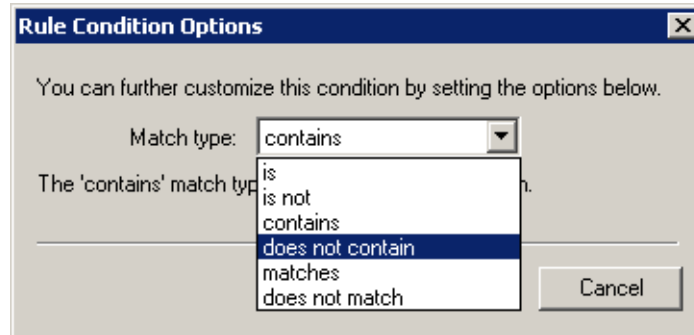 Rule Condition Options
You can further customize this condition by setting the options below.
Match type: contains
is
The 'contains' match typ
is not
contains
does not contain
matches
does not match
Cancel